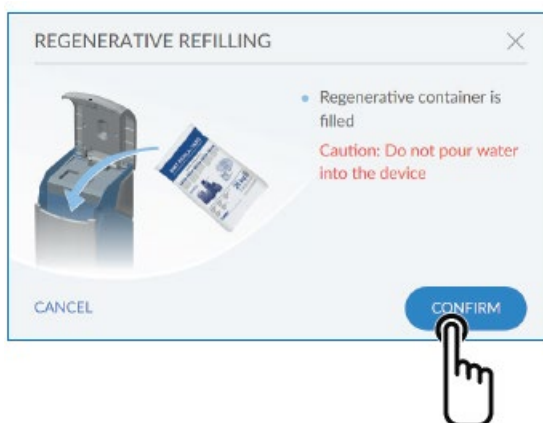 REGENERATIVE REFILLING
Regenerative container is
filled
Caution: Do not pour water
into the device
CANCEL
CONFIRM